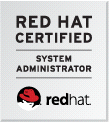 RED HAT
CERTIFIED
SYSTEM
ADMINISTRATOR
redhat.